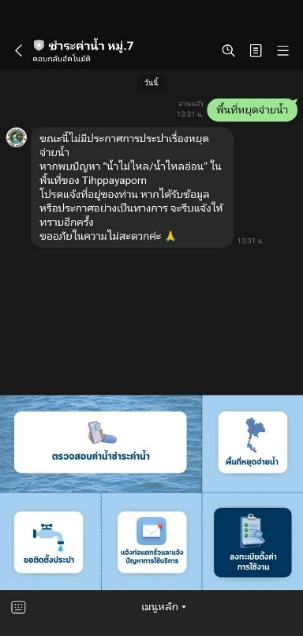 ชำระค่าน้ำ หมู่.7
ตอบกลับอัตโนมัติ
วันนี้
อ่านแล้ว
13:31 น.
พื้นที่หยุดจ่ายน้ำ
ขณะนี้ไม่มีประกาศการประปาเรื่องหยุด
จ่ายน้ำ
หากพบปัญหา "น้ำไม่ไหล/น้ำไหลอ่อน" ใน
พื้นที่ของ Tihppayaporn
โปรดแจ้งที่อยู่ของท่าน หากได้รับข้อมูล
หรือประกาศอย่างเป็นทางการ จะรีบแจ้งให้
ทราบอีกครั้ง
ขออภัยในความไม่สะดวกค่ะ 🙏
13:31 น.
ตรวจสอบค่าน้ำชำระค่าน้ำ
พื้นที่หยุดจ่ายน้ำ
ขอติดตั้งประปา
แจ้งท่อแตกรั่วและแจ้ง
ปัญหาการใช้บริการ
ลงทะเบียตั้งค่า
การใช้งาน
เมนูหลัก